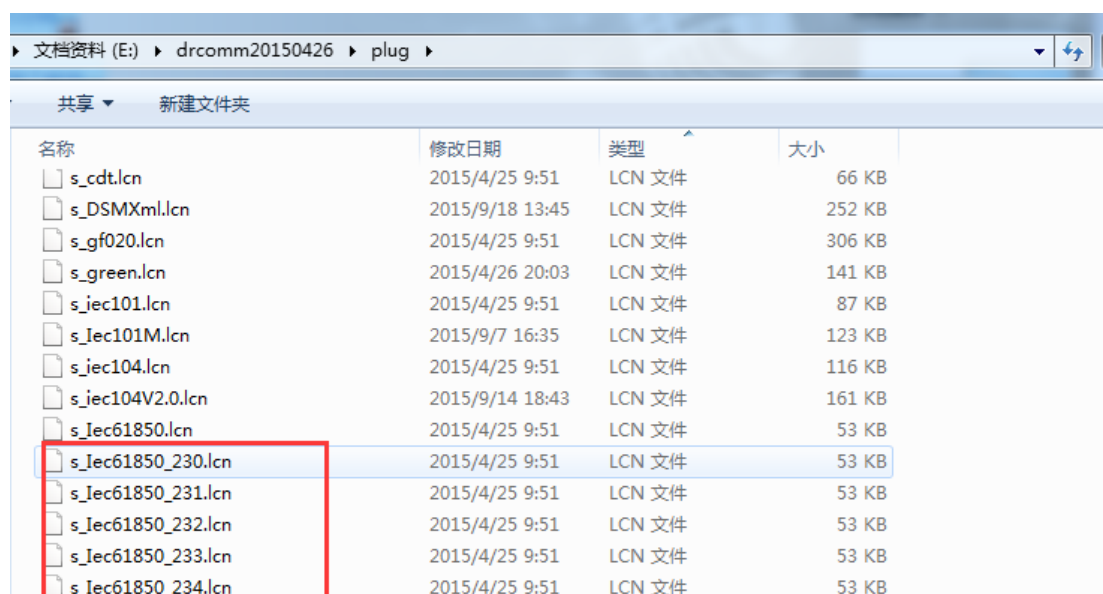 文档资料 (E:) drcomm20150426 plug
共享 新建文件夹
名称 修改日期 类型 大小
s_cdt.lcn 2015/4/25 9:51 LCN 文件 66 KB
s_DSMXml.lcn 2015/9/18 13:45 LCN 文件 252 KB
s_gf020.lcn 2015/4/25 9:51 LCN 文件 306 KB
s_green.lcn 2015/4/26 20:03 LCN 文件 141 KB
s_iec101.lcn 2015/4/25 9:51 LCN 文件 87 KB
s_Iec101M.lcn 2015/9/7 16:35 LCN 文件 123 KB
s_iec104.lcn 2015/4/25 9:51 LCN 文件 116 KB
s_iec104V2.0.lcn 2015/9/14 18:43 LCN 文件 161 KB
s_Iec61850.lcn 2015/4/25 9:51 LCN 文件 53 KB
s_Iec61850_230.lcn 2015/4/25 9:51 LCN 文件 53 KB
s_Iec61850_231.lcn 2015/4/25 9:51 LCN 文件 53 KB
s_Iec61850_232.lcn 2015/4/25 9:51 LCN 文件 53 KB
s_Iec61850_233.lcn 2015/4/25 9:51 LCN 文件 53 KB
s_Iec61850_234.lcn 2015/4/25 9:51 LCN 文件 53 KB